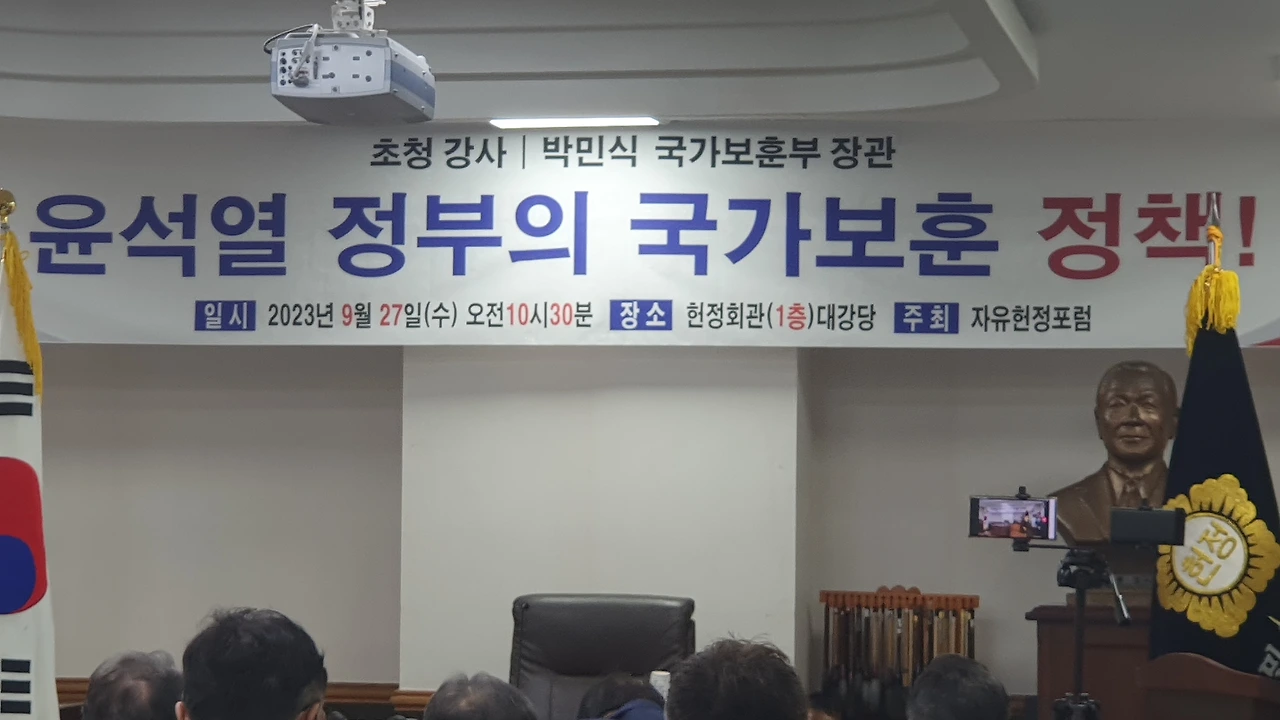 초청 강사 | 박민식 국가보훈부 장관
윤석열 정부의 국가보훈 정책!
일시 2023년 9월 27일(수) 오전10시30분 장소 헌정회관(1층)대강당 주최 자유헌정포럼
헌정